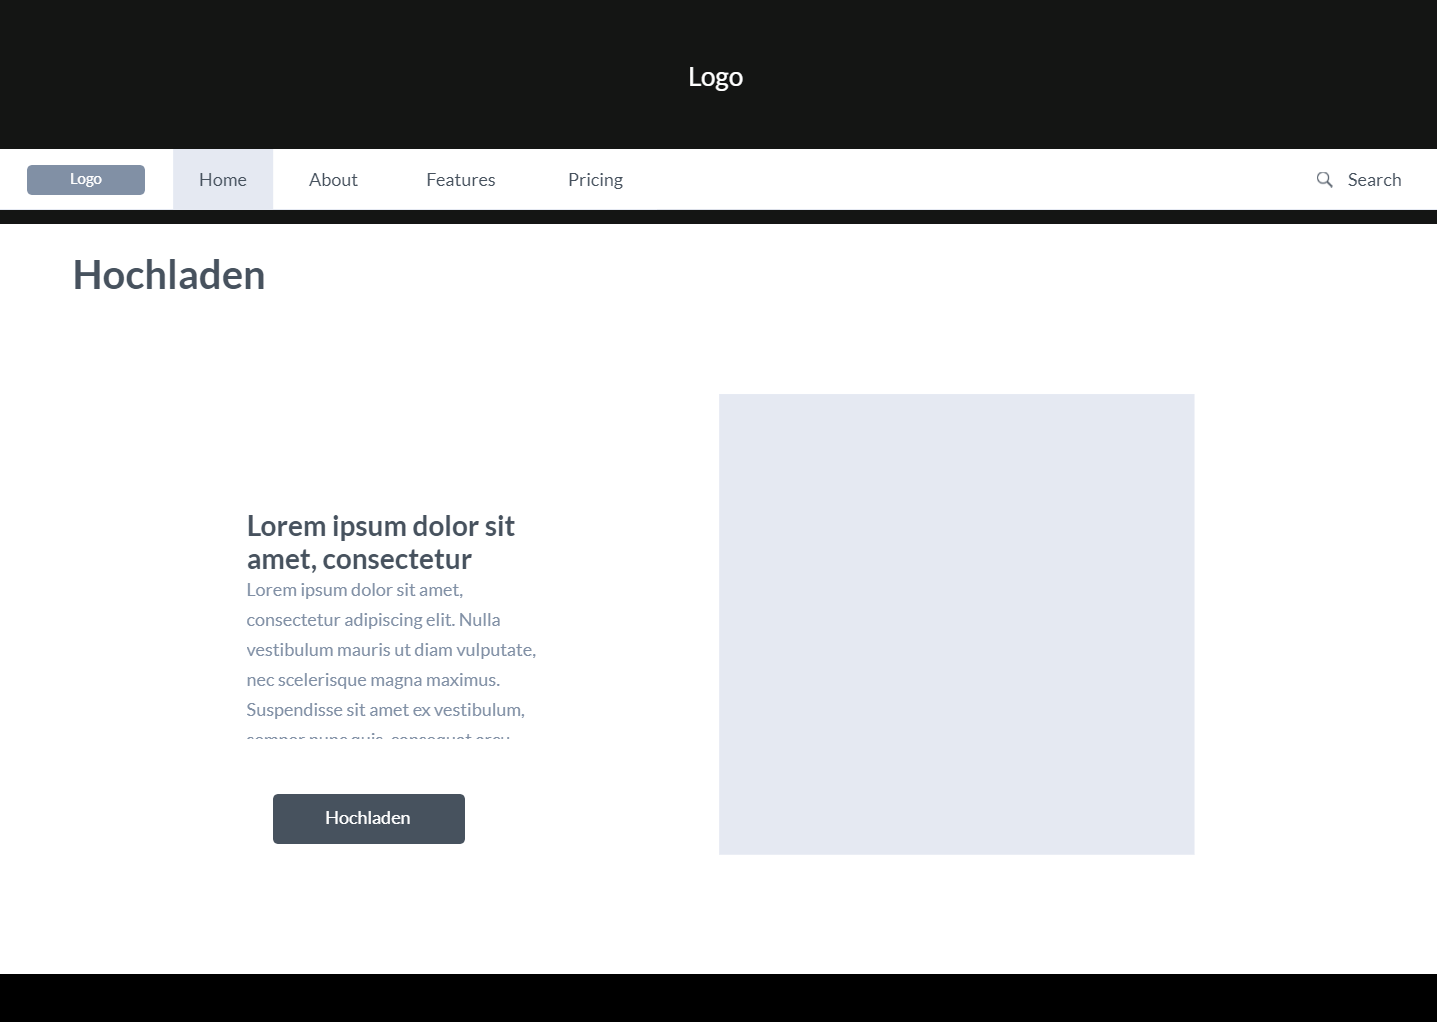 Logo
Logo
Home
About
Features
Pricing
Search
Hochladen
Lorem ipsum dolor sit
amet, consectetur
Lorem ipsum dolor sit amet,
consectetur adipiscing elit. Nulla
vestibulum mauris ut diam vulputate,
nec scelerisque magna maximus.
Suspendisse sit amet ex vestibulum,
Hochladen